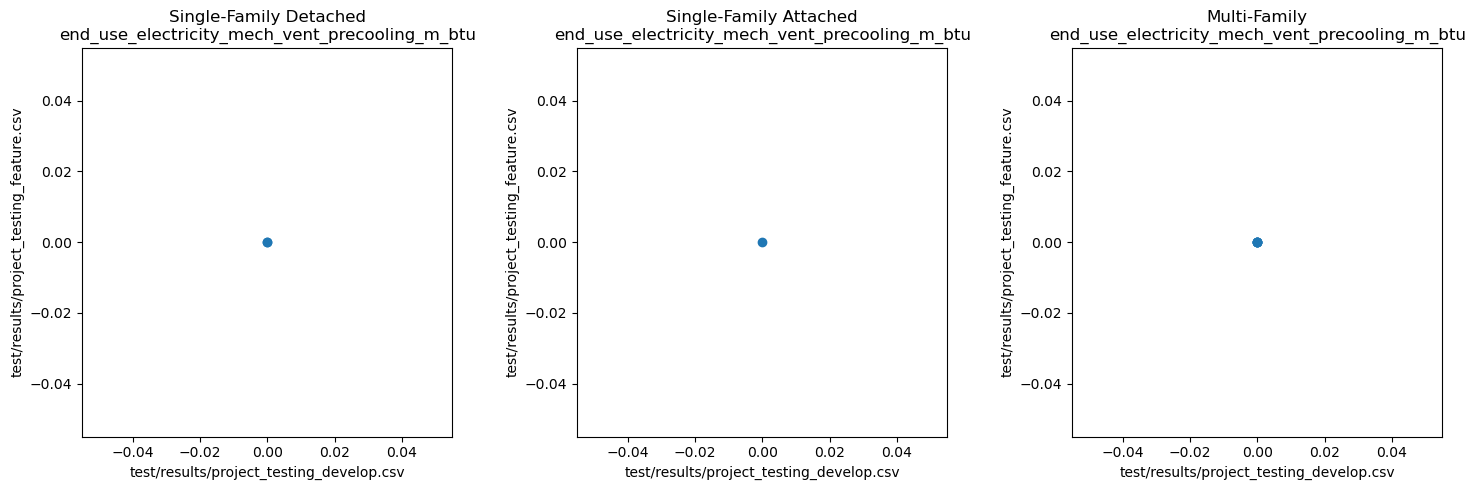 Single-Family Detached
end_use_electricity_mech_vent_precooling_m_btu
test/results/project_testing_feature.csv
0.04
0.02
0.00
−0.02
−0.04
−0.04 −0.02 0.00 0.02 0.04
test/results/project_testing_develop.csv
Single-Family Attached
end_use_electricity_mech_vent_precooling_m_btu
test/results/project_testing_feature.csv
0.04
0.02
0.00
−0.02
−0.04
−0.04 −0.02 0.00 0.02 0.04
test/results/project_testing_develop.csv
Multi-Family
end_use_electricity_mech_vent_precooling_m_btu
test/results/project_testing_feature.csv
0.04
0.02
0.00
−0.02
−0.04
−0.04 −0.02 0.00 0.02 0.04
test/results/project_testing_develop.csv